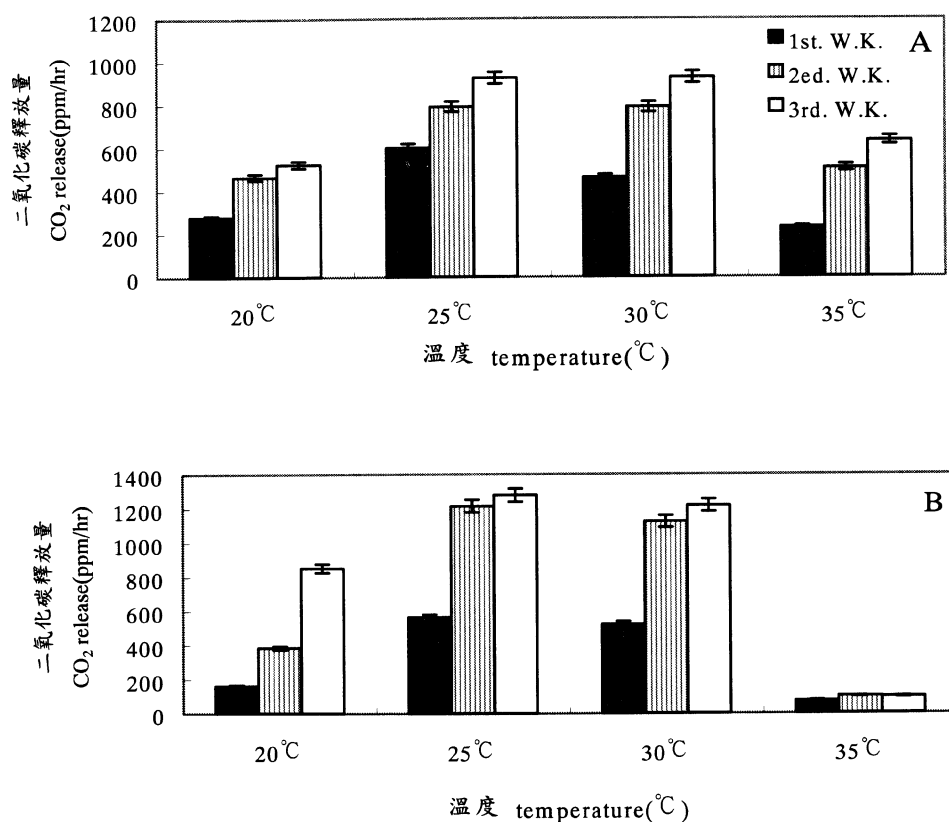 A
1st. W.K.
2ed. W.K.
3rd. W.K.
二氧化碳釋放量
CO₂ release(ppm/hr)
1200
1000
800
600
400
200
0
20℃ 25℃ 30℃ 35℃
溫度 temperature(℃)
B
二氧化碳釋放量
CO₂ release(ppm/hr)
1400
1200
1000
800
600
400
200
0
20℃ 25℃ 30℃ 35℃
溫度 temperature(℃)